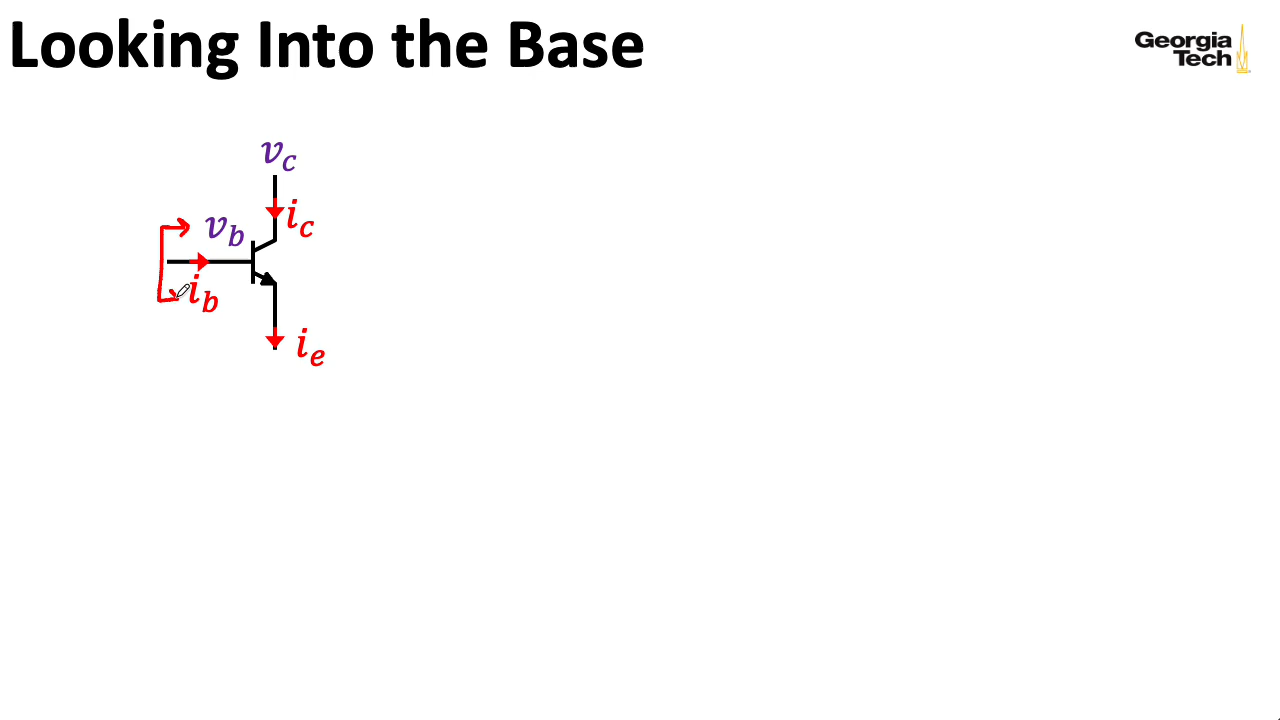 Looking Into the Base
Georgia
Tech
v_c
i_c
v_b
i_b
i_e